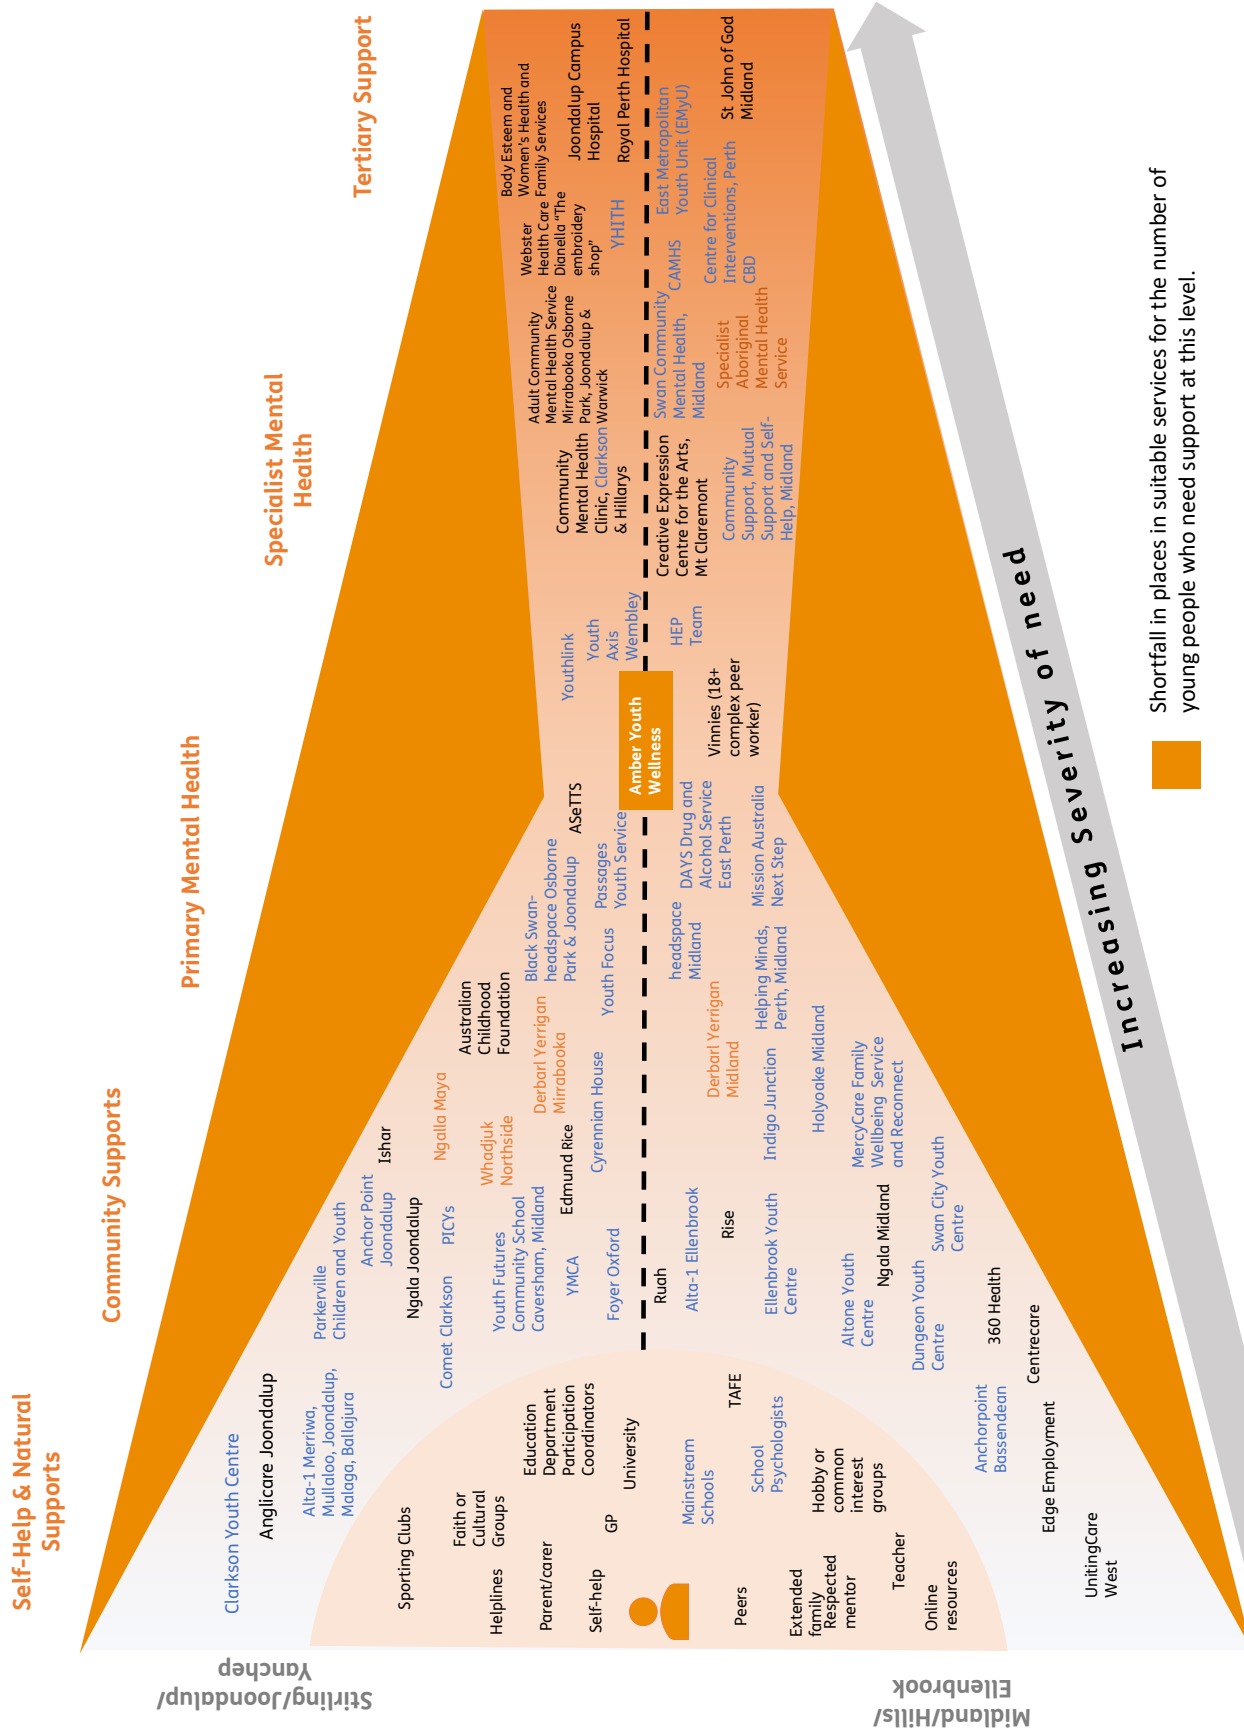 Self-Help & Natural
Supports
Community Supports
Primary Mental Health
Specialist Mental
Health
Tertiary Support
Stirling/Joondalup/
Yanchep
Midland/Hills/
Ellenbrook
Clarkson Youth Centre
Anglicare Joondalup
Alta-1 Merriwa,
Mullaloo, Joondalup,
Malaga, Ballajura
Sporting Clubs
Faith or
Cultural
Groups
Helplines
Parent/carer
Self-help
GP
Education
Department
Participation
Coordinators
University
Peers
Mainstream
Schools
TAFE
School
Psychologists
Extended
family
Respected
mentor
Hobby or
common
interest
groups
Teacher
Online
resources
Anchorpoint
Bassendean
Edge Employment
UnitingCare
West
Parkerville
Children and Youth
Anchor Point
Joondalup
Ishar
Ngala Joondalup
Comet Clarkson
PICYs
Ngalla Maya
Whadjuk
Northside
Youth Futures
Community School
Caversham, Midland
Edmund Rice
YMCA
Foyer Oxford
Cyrennian House
Derbarl Yerrigan
Mirrabooka
Australian
Childhood
Foundation
Ruah
Alta-1 Ellenbrook
Rise
Ellenbrook Youth
Centre
Altone Youth
Centre
Ngala Midland
Dungeon Youth
Centre
Swan City Youth
Centre
360 Health
Centrecare
MercyCare Family
Wellbeing Service
and Reconnect
Indigo Junction
Holyoake Midland
Derbarl Yerrigan
Midland
Black Swan-
headspace Osborne
Park & Joondalup
Youth Focus
Passages
Youth Service
ASeTTS
headspace
Midland
Helping Minds,
Perth, Midland
DAYS Drug and
Alcohol Service
East Perth
Mission Australia
Next Step
Amber Youth
Wellness
Vinnies (18+
complex peer
worker)
Youthlink
Youth
Axis
Wembley
HEP
Team
Community
Mental Health
Clinic, Clarkson
& Hillarys
Adult Community
Mental Health Service
Mirrabooka Osborne
Park, Joondalup &
Warwick
Creative Expression
Centre for the Arts,
Mt Claremont
Community
Support, Mutual
Support and Self-
Help, Midland
Swan Community
Mental Health,
Midland
Specialist
Aboriginal
Mental Health
Service
Webster
Health Care
Dianella "The
embroidery
shop"
YHITH
Body Esteem and
Women's Health and
Family Services
Joondalup Campus
Hospital
Royal Perth Hospital
CAMHS
East Metropolitan
Youth Unit (EMyU)
Centre for Clinical
Interventions, Perth
CBD
St John of God
Midland
Increasing Severity of need
Shortfall in places in suitable services for the number of
young people who need support at this level.